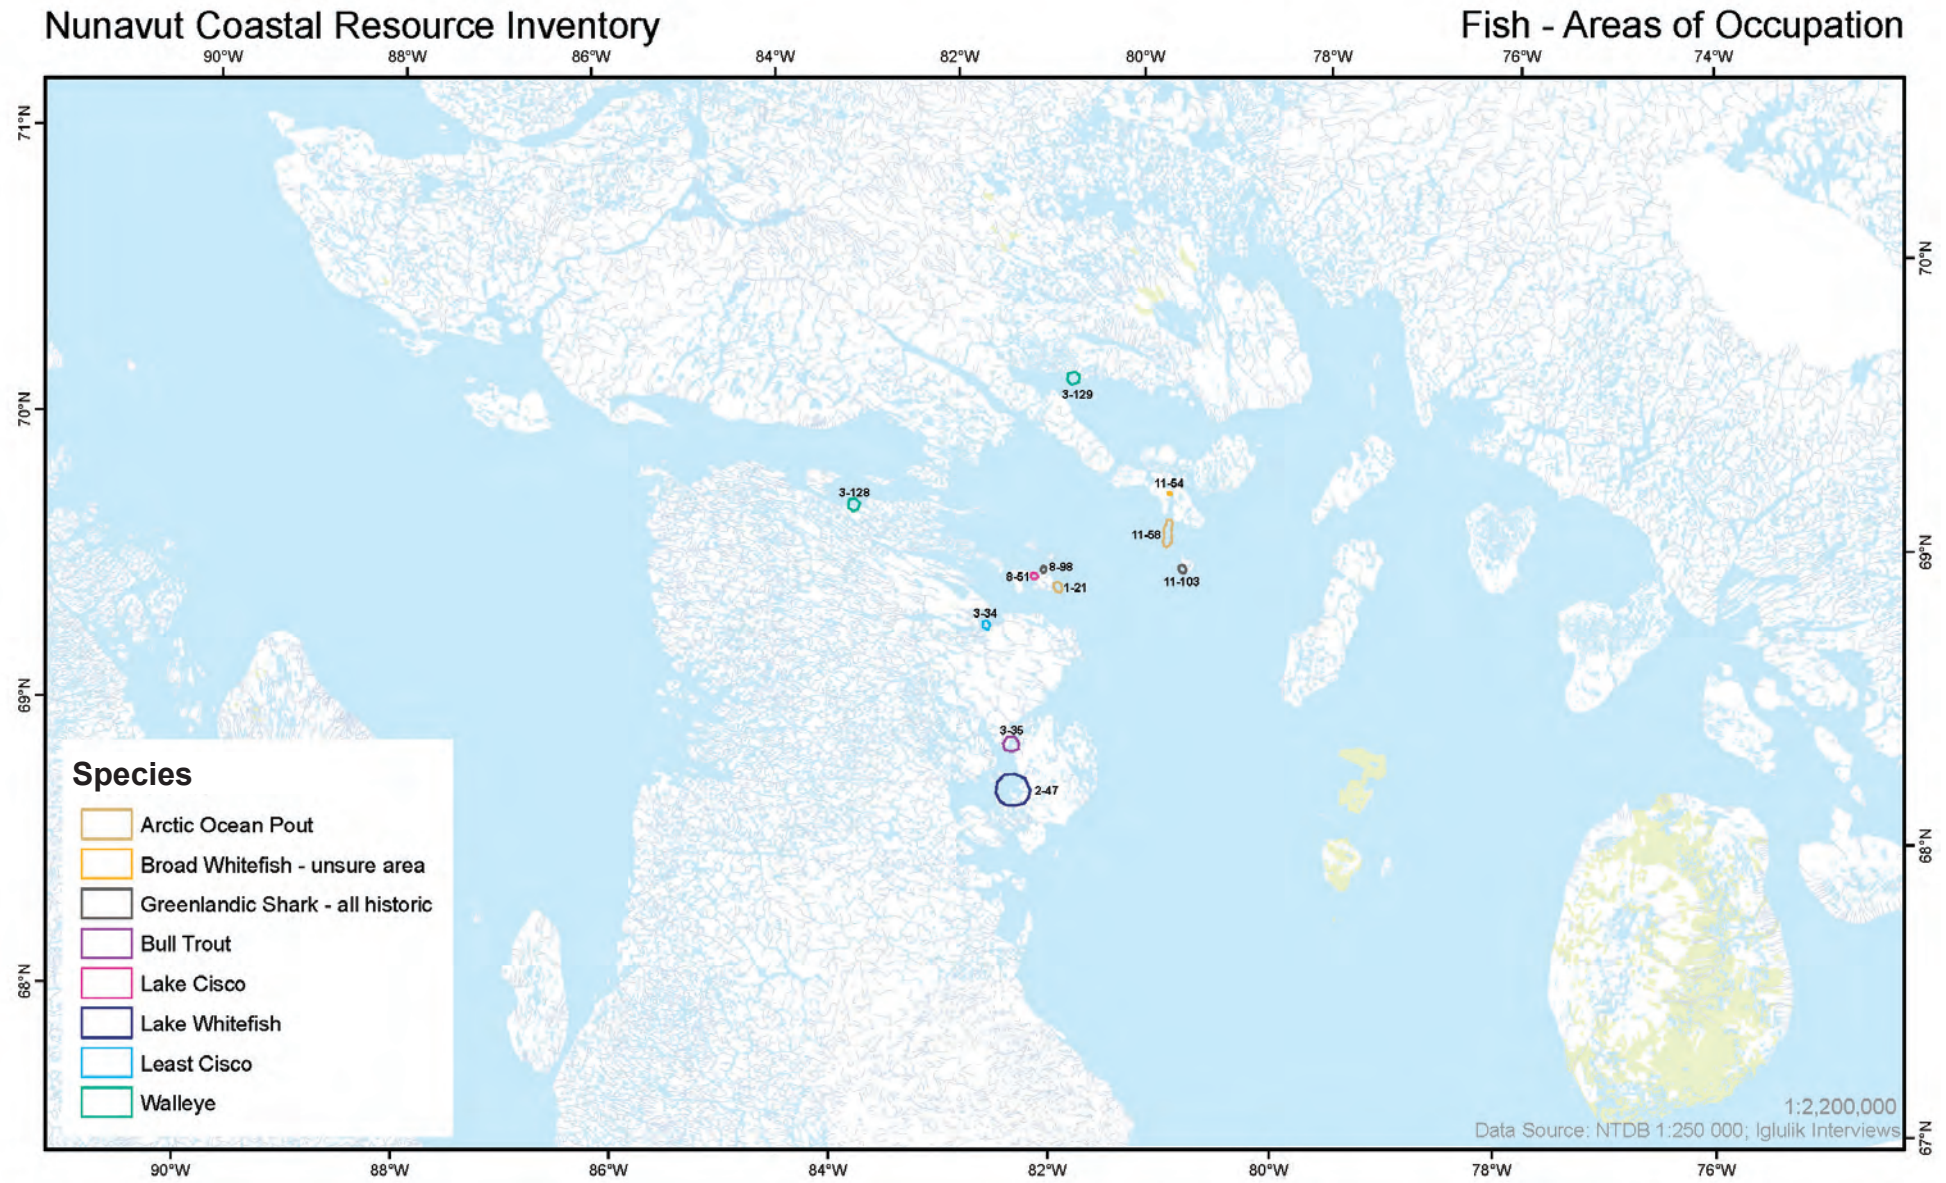 Nunavut Coastal Resource Inventory
Fish - Areas of Occupation
90°W 88°W 86°W 84°W 82°W 80°W 78°W 76°W 74°W
71°N
70°N
69°N
68°N
70°N
69°N
68°N
67°N
3-129
3-128
11-54
11-58
8-98
8-51
1-21
11-103
3-34
3-35
2-47
Species
Arctic Ocean Pout
Broad Whitefish - unsure area
Greenlandic Shark - all historic
Bull Trout
Lake Cisco
Lake Whitefish
Least Cisco
Walleye
1:2,200,000
Data Source: NTDB 1:250 000; Iglulik Interviews
90°W 88°W 86°W 84°W 82°W 80°W 78°W 76°W